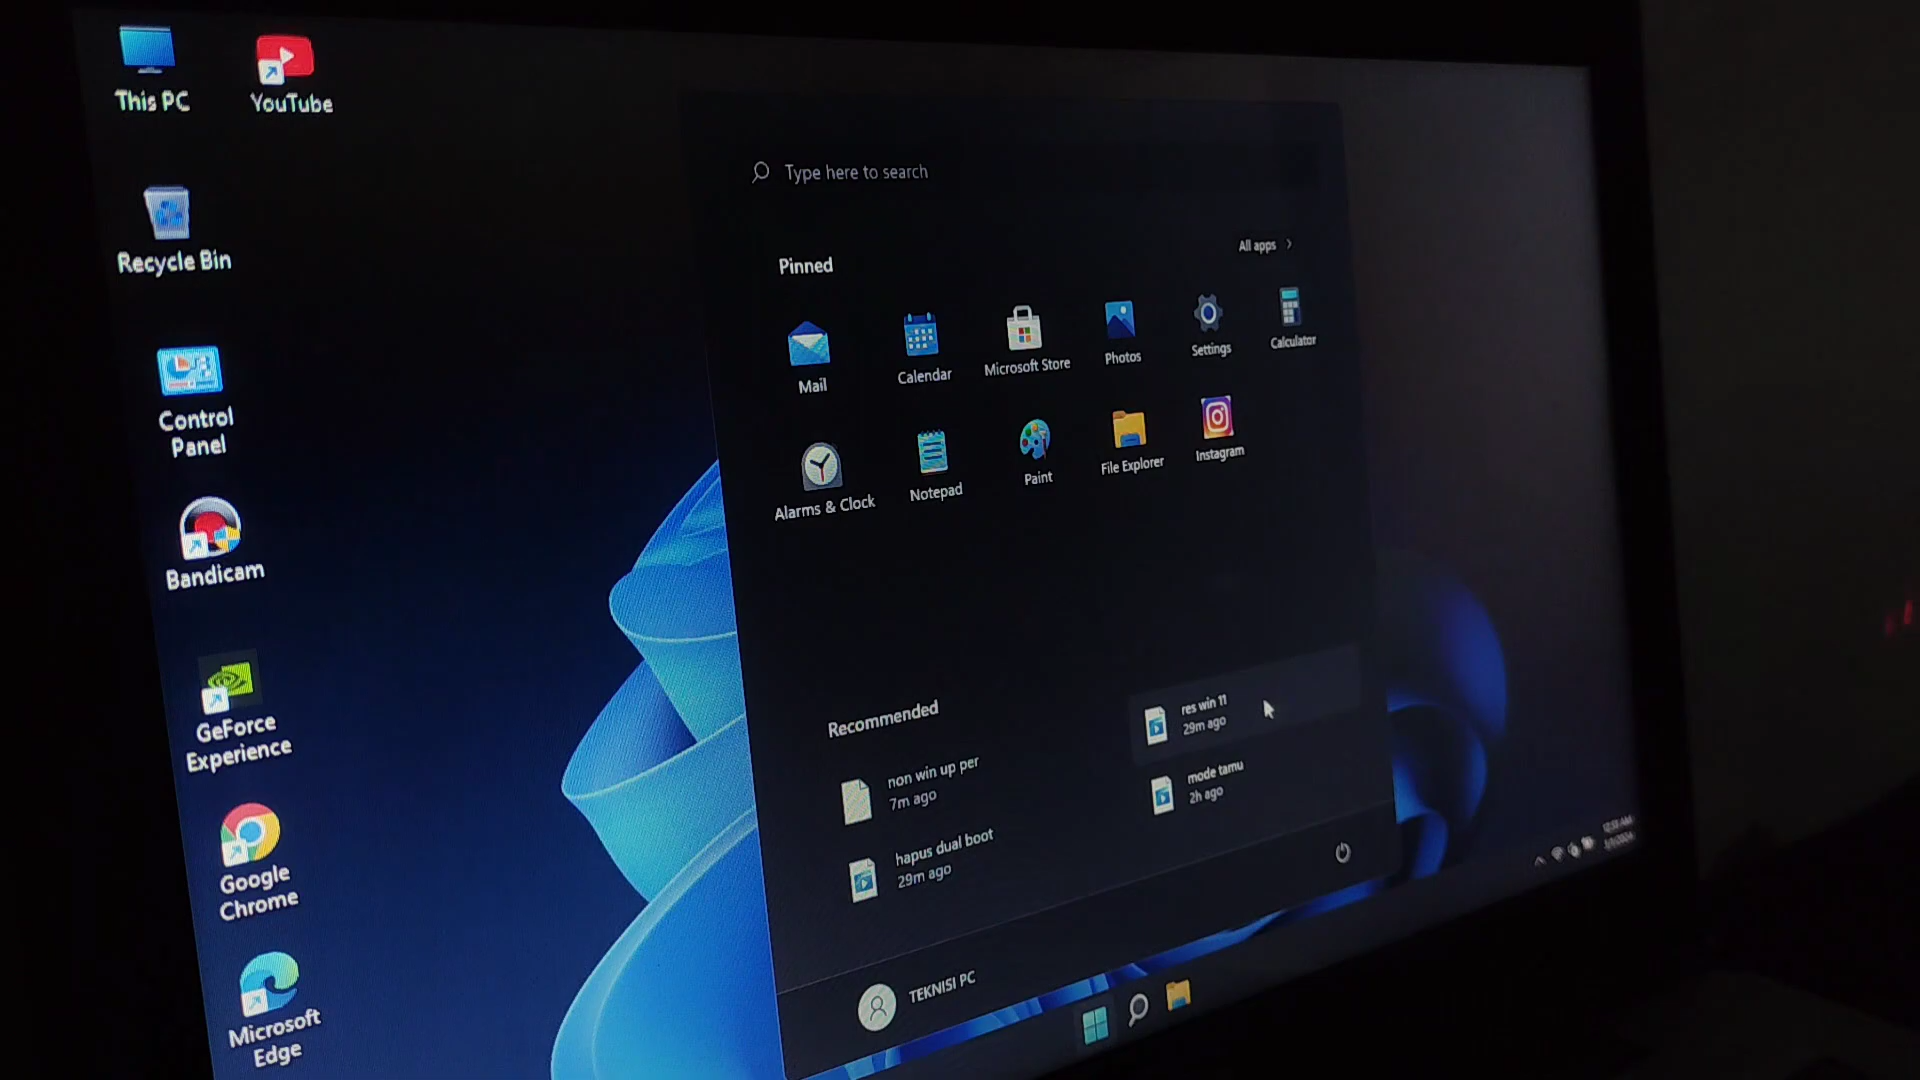 This PC
YouTube
Recycle Bin
Control
Panel
Bandicam
GeForce
Experience
Google
Chrome
Microsoft
Edge
Type here to search
Pinned
All apps
Mail
Calendar
Microsoft Store
Photos
Settings
Calculator
Alarms & Clock
Notepad
Paint
File Explorer
Instagram
Recommended
non win up per
7m ago
res win 11
29m ago
hapus dual boot
29m ago
mode tamu
2h ago
TEKNISI PC